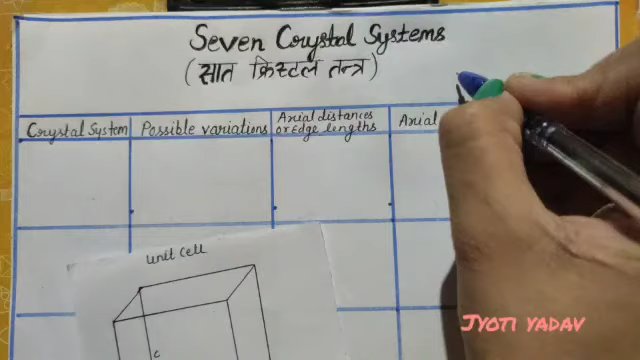 Seven Crystal Systems
(सात क्रिस्टल तन्त्र)
Crystal System
Possible variations
Axial distances
or Edge lengths
Axial
unit cell
c
JYOTI YADAV